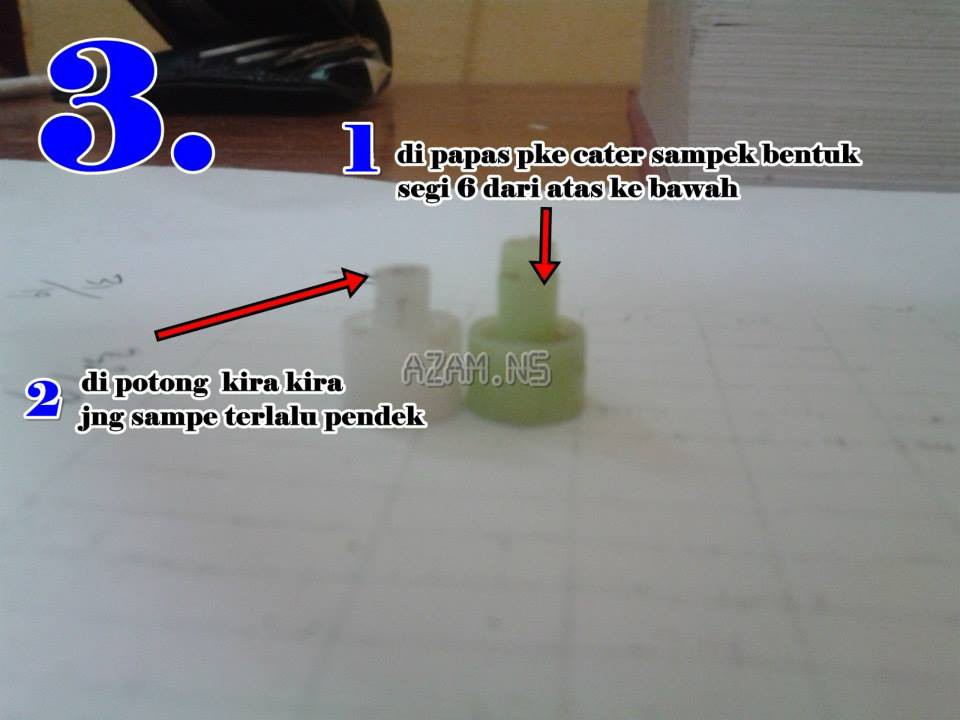 3.
1 di papas pke cater sampek bentuk
segi 6 dari atas ke bawah
AZAM.NS
2 di potong kira kira
jng sampe terlalu pendek